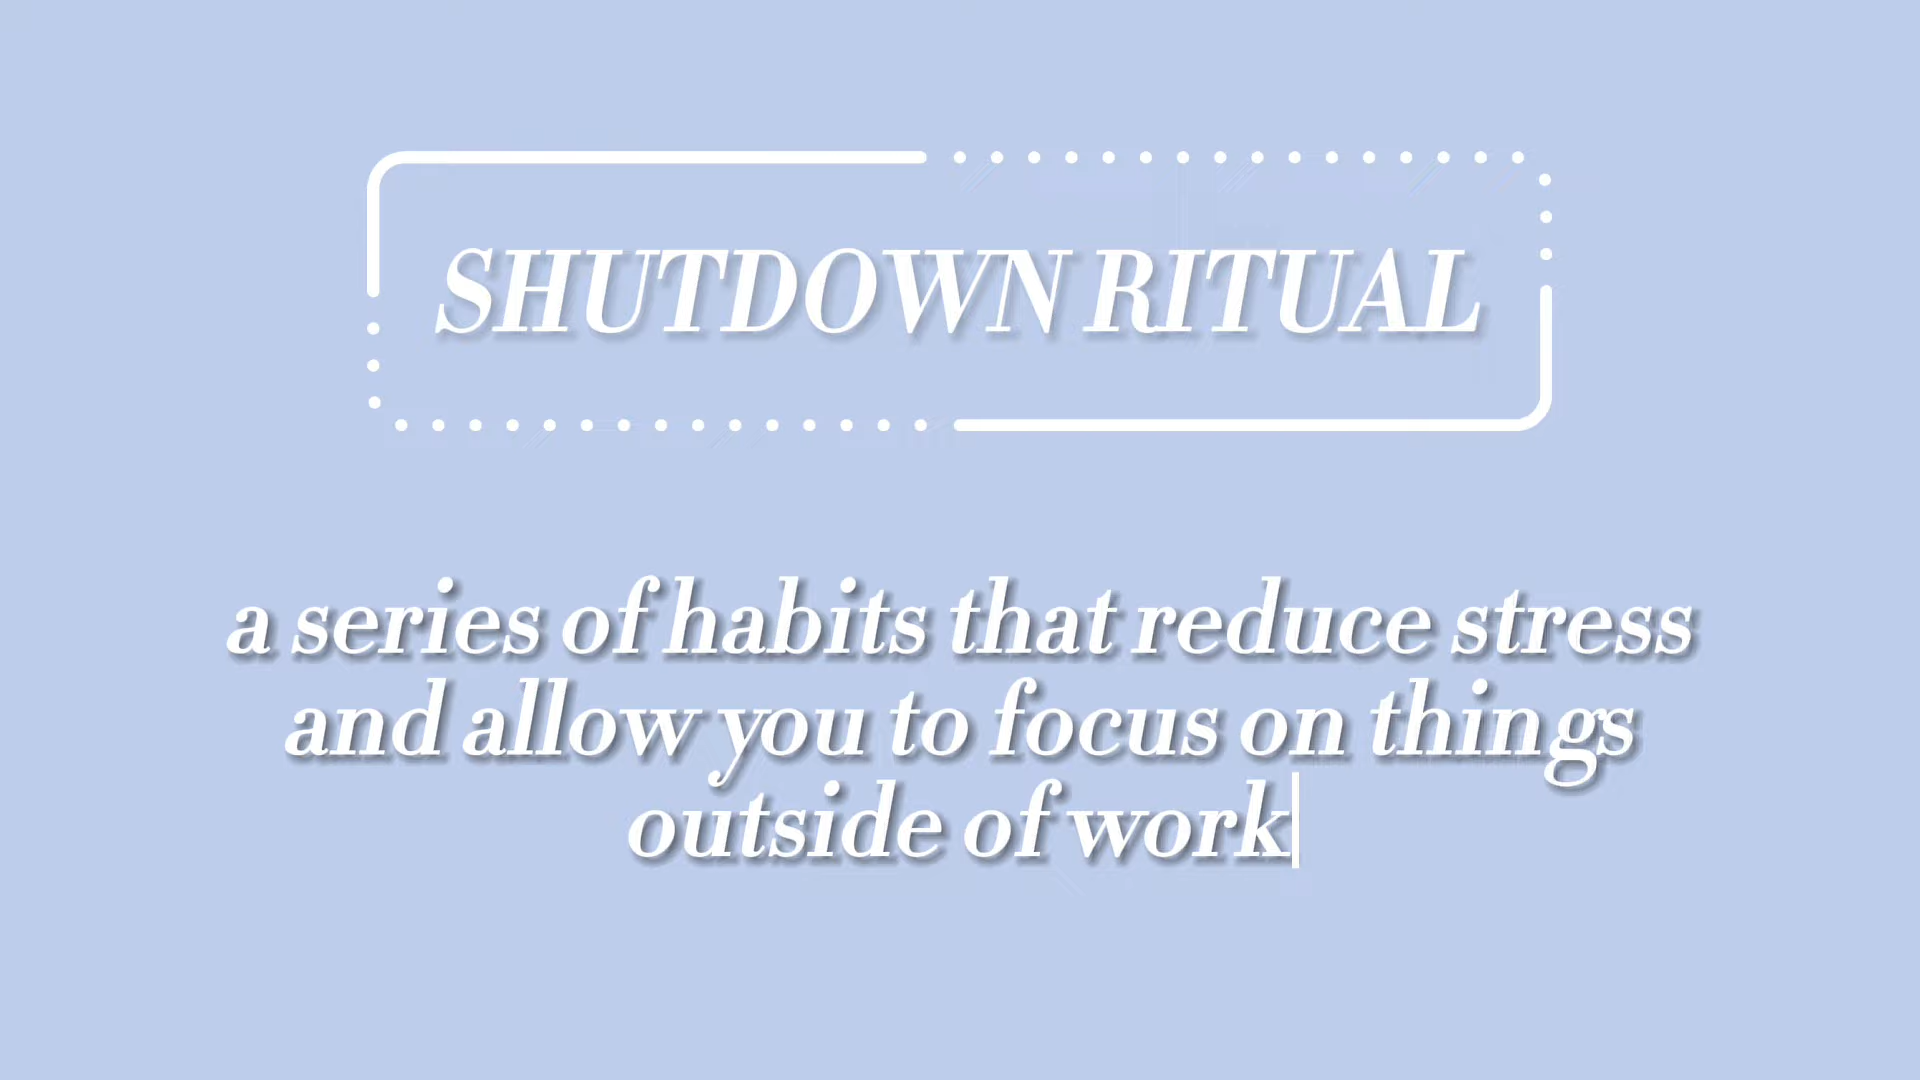 SHUTDOWN RITUAL
a series of habits that reduce stress
and allow you to focus on things
outside of work